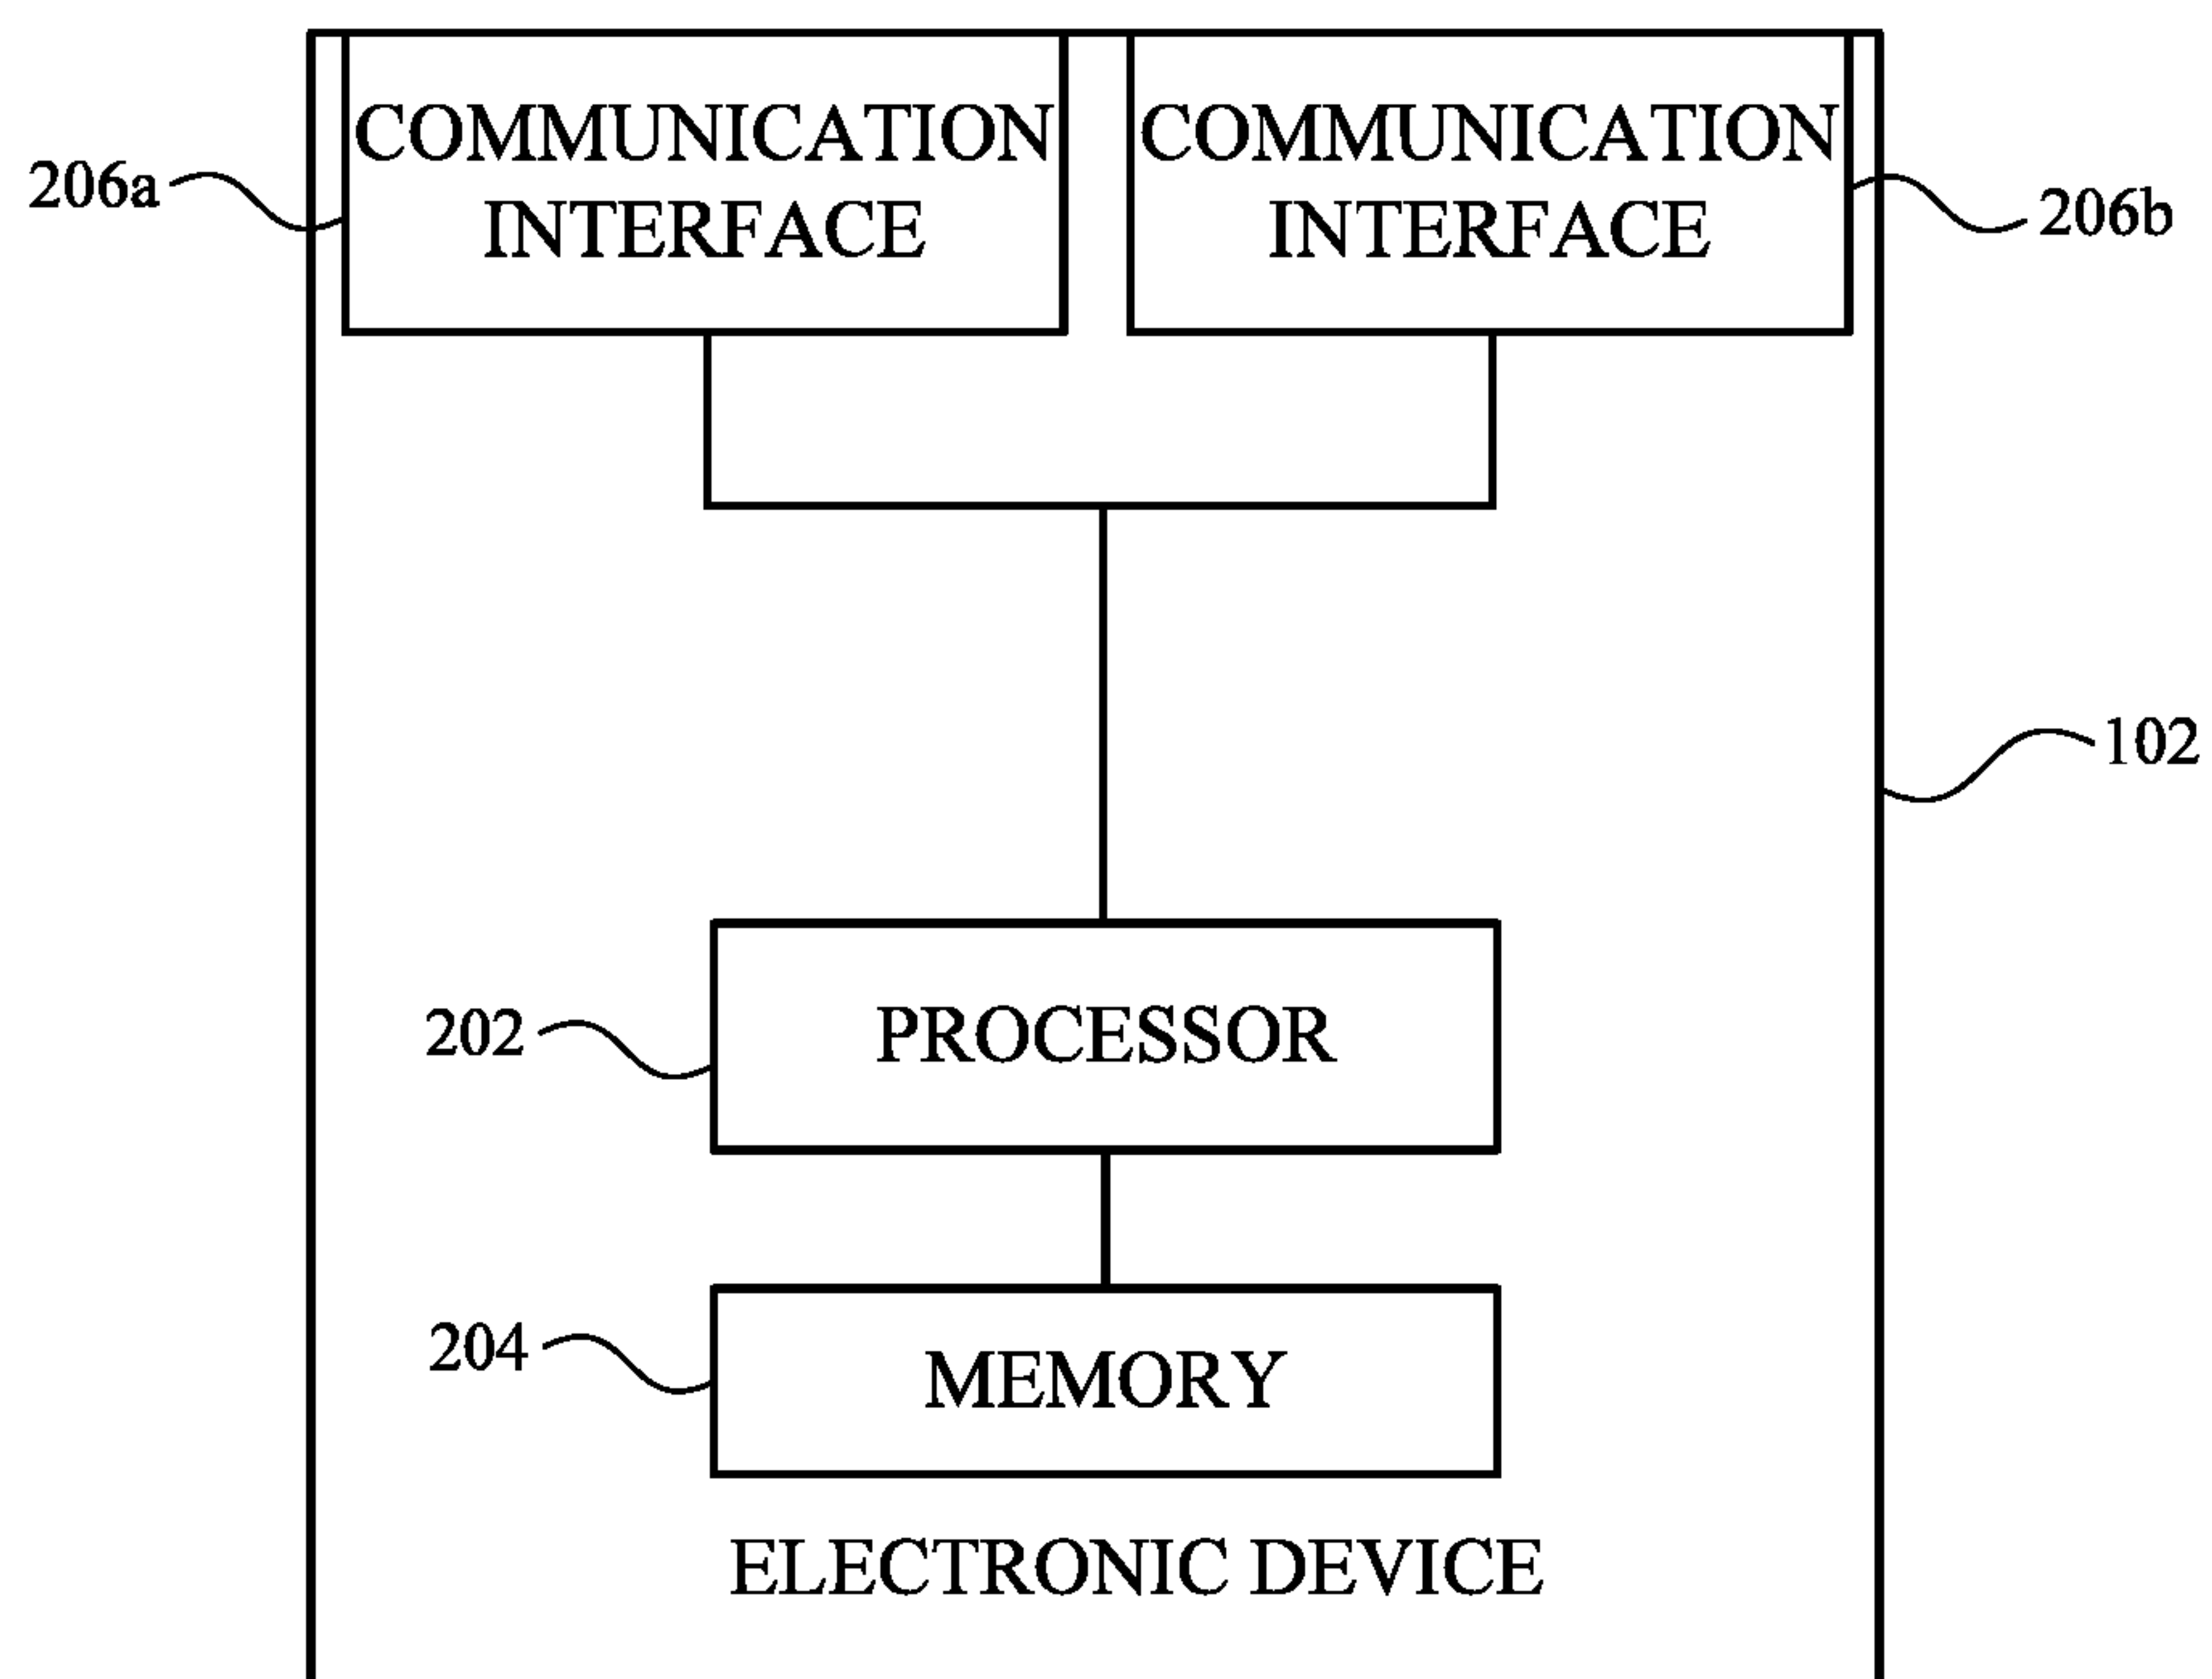 COMMUNICATION
INTERFACE
COMMUNICATION
INTERFACE
206a
206b
102
PROCESSOR
202
MEMORY
204
ELECTRONIC DEVICE